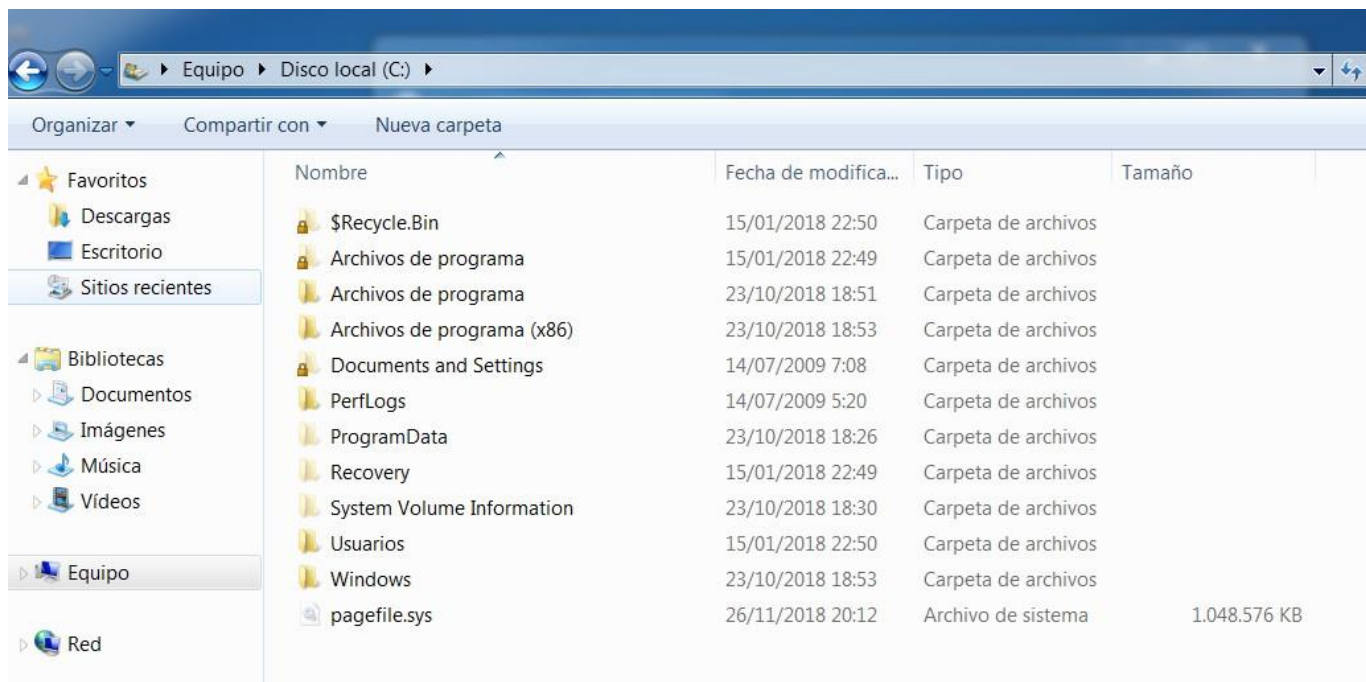 Equipo Disco local (C:)
Organizar Compartir con Nueva carpeta
Favoritos
Descargas
Escritorio
Sitios recientes
Bibliotecas
Documentos
Imágenes
Música
Vídeos
Equipo
Red
Nombre Fecha de modifica... Tipo Tamaño
$Recycle.Bin 15/01/2018 22:50 Carpeta de archivos
Archivos de programa 15/01/2018 22:49 Carpeta de archivos
Archivos de programa 23/10/2018 18:51 Carpeta de archivos
Archivos de programa (x86) 23/10/2018 18:53 Carpeta de archivos
Documents and Settings 14/07/2009 7:08 Carpeta de archivos
PerfLogs 14/07/2009 5:20 Carpeta de archivos
ProgramData 23/10/2018 18:26 Carpeta de archivos
Recovery 15/01/2018 22:49 Carpeta de archivos
System Volume Information 23/10/2018 18:30 Carpeta de archivos
Usuarios 15/01/2018 22:50 Carpeta de archivos
Windows 23/10/2018 18:53 Carpeta de archivos
pagefile.sys 26/11/2018 20:12 Archivo de sistema 1.048.576 KB